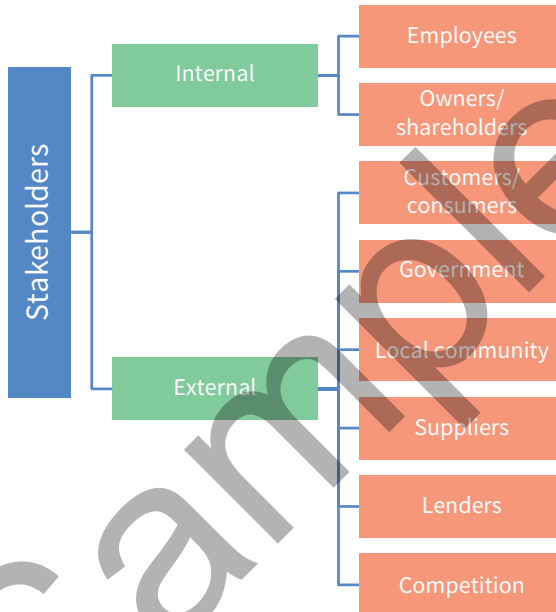 Stakeholders
Internal
Employees
Owners/
shareholders
External
Customers/
consumers
Government
Local community
Suppliers
Lenders
Competition
Sample